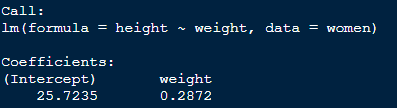 Call:
lm(formula = height ~ weight, data = women)
Coefficients:
(Intercept)       weight
    25.7235       0.2872